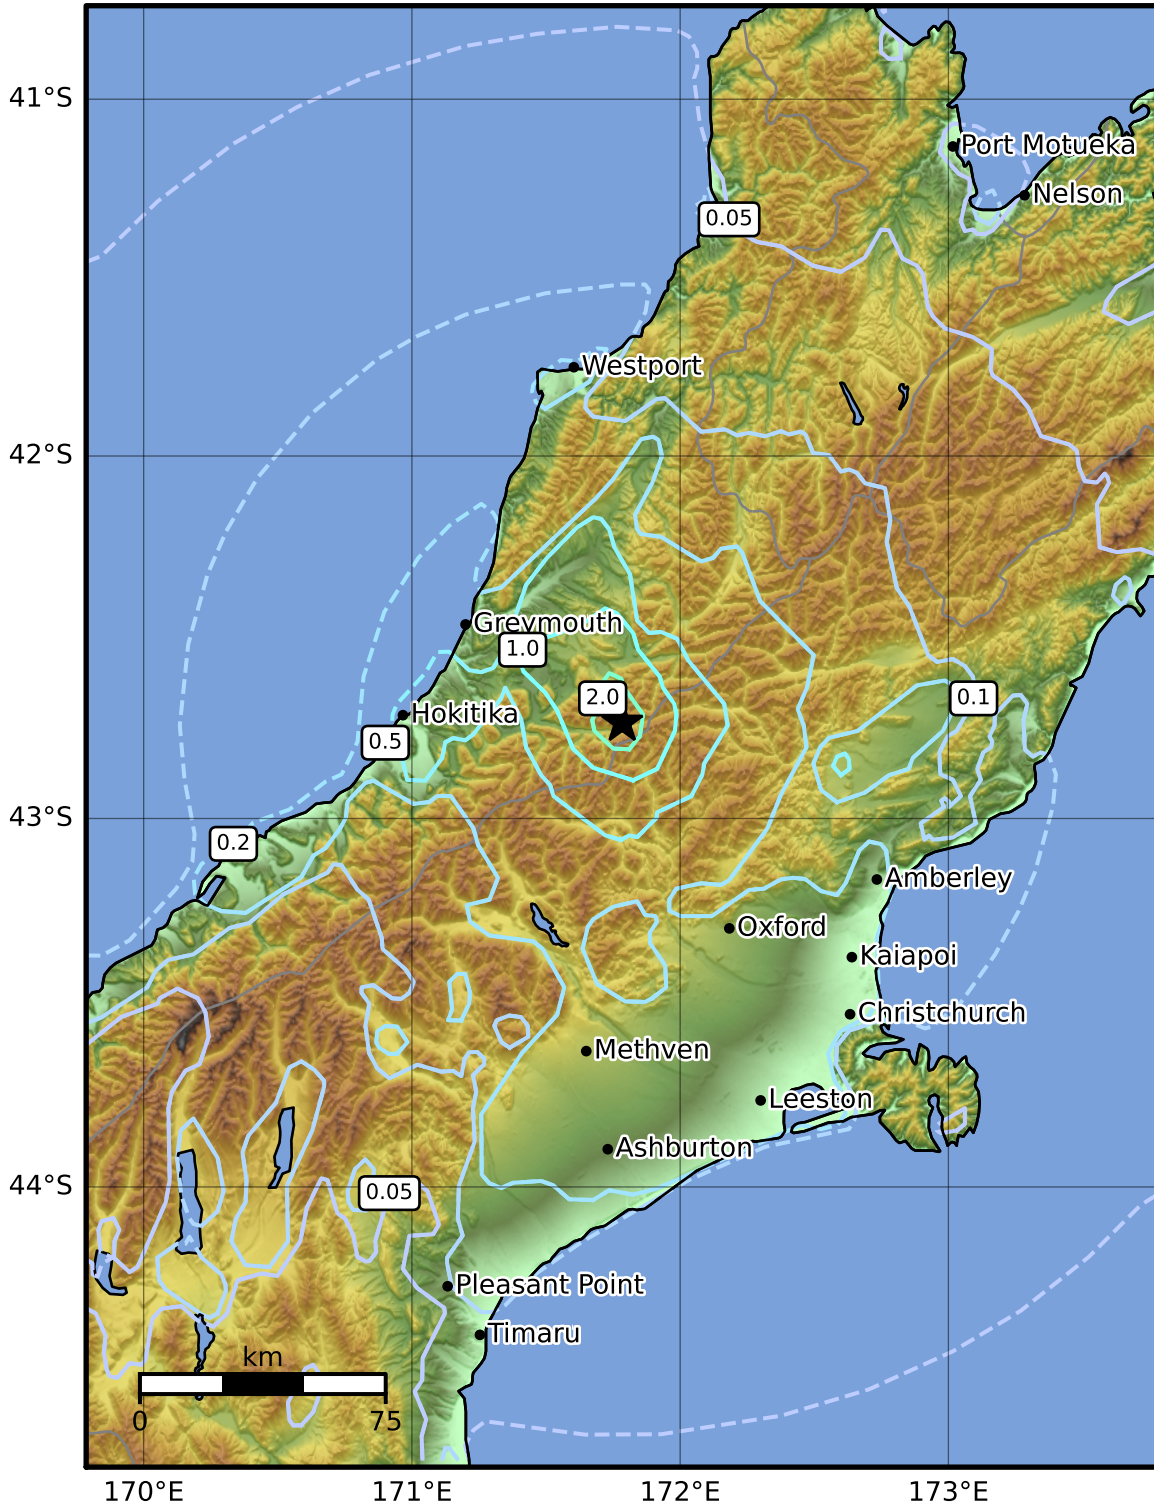 41°S
Port Motueka
Nelson
0.05
Westport
42°S
Greymouth
1.0
2.0
0.1
Hokitika
0.5
43°S
0.2
Amberley
Oxford
Kaiapoi
Christchurch
Methven
Leeston
Ashburton
44°S
0.05
Pleasant Point
Timaru
km
0
75
170°E
171°E
172°E
173°E